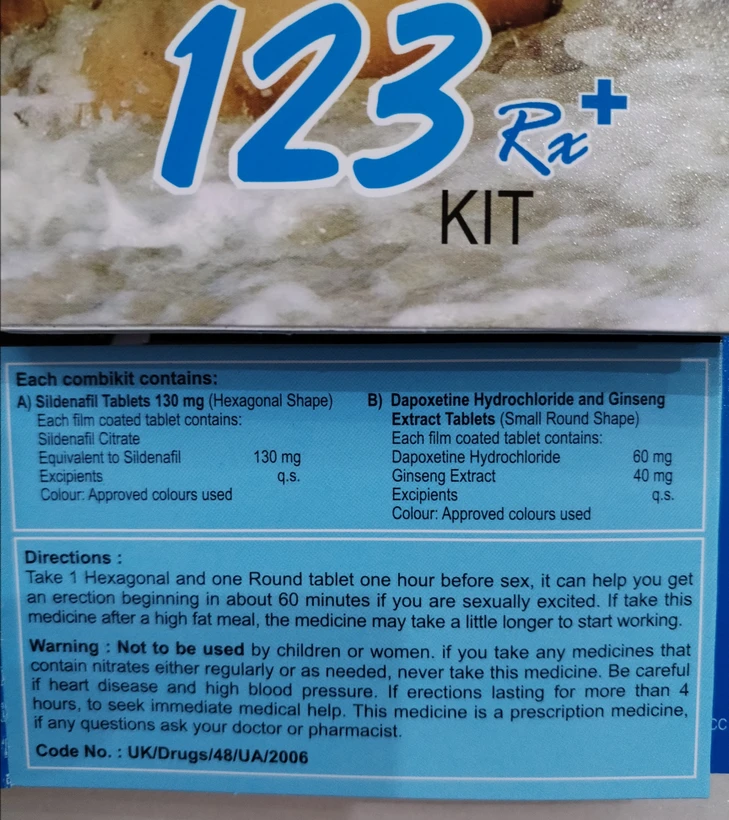 123 Rx+
KIT
Each combikit contains:
A) Sildenafil Tablets 130 mg (Hexagonal Shape)
Each film coated tablet contains:
Sildenafil Citrate
Equivalent to Sildenafil 130 mg
Excipients q.s.
Colour: Approved colours used
B) Dapoxetine Hydrochloride and Ginseng
Extract Tablets (Small Round Shape)
Each film coated tablet contains:
Dapoxetine Hydrochloride 60 mg
Ginseng Extract 40 mg
Excipients q.s.
Colour: Approved colours used
Directions :
Take 1 Hexagonal and one Round tablet one hour before sex, it can help you get
an erection beginning in about 60 minutes if you are sexually excited. If take this
medicine after a high fat meal, the medicine may take a little longer to start working.
Warning : Not to be used by children or women. if you take any medicines that
contain nitrates either regularly or as needed, never take this medicine. Be careful
if heart disease and high blood pressure. If erections lasting for more than 4
hours, to seek immediate medical help. This medicine is a prescription medicine,
if any questions ask your doctor or pharmacist.
Code No. : UK/Drugs/48/UA/2006